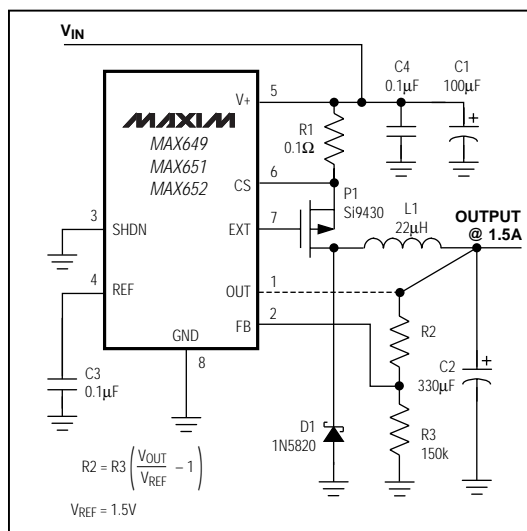 VIN
V+
5
C4
0.1µF
C1
100µF
+
MAXIM
MAX649
MAX651
MAX652
R1
0.1Ω
CS
6
P1
Si9430
3
SHDN
EXT
7
L1
22µH
OUTPUT
@ 1.5A
4
REF
OUT
1
FB
2
R2
GND
8
C3
0.1µF
C2
330µF
+
D1
1N5820
R3
150k
R2 = R3 (VOUT/VREF – 1)
VREF = 1.5V